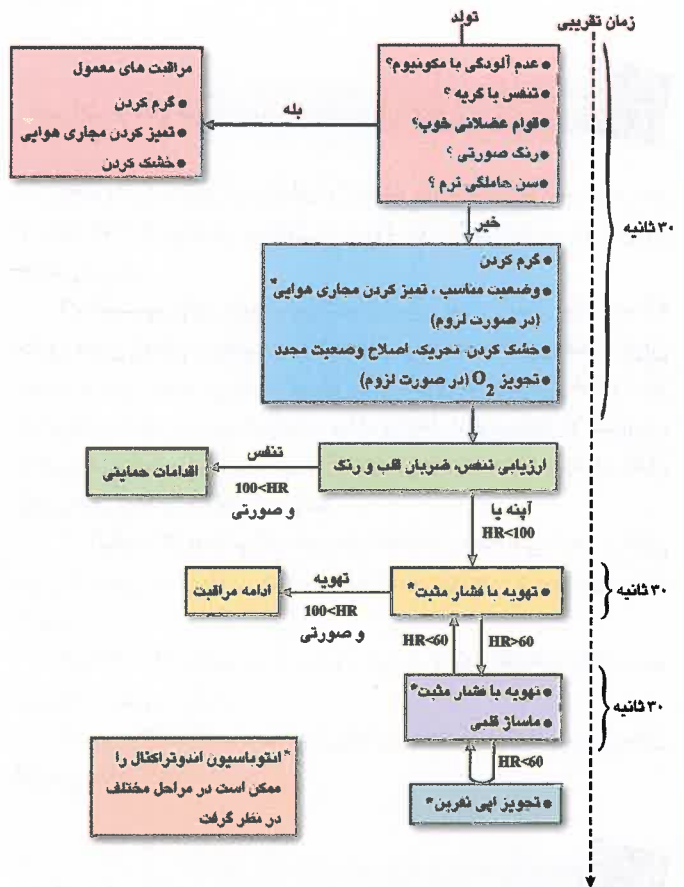 زمان تقریبی
تولد
● عدم آلودگی با مکونیوم؟
● تنفس یا گریه ؟
● قوام عضلانی خوب؟
● رنگ صورتی ؟
● سن حاملگی ترم ؟
بله
مراقبت های معمول
● گرم کردن
● تمیز کردن مجاری هوایی
● خشک کردن
۳۰ ثانیه
خیر
● گرم کردن
● وضعیت مناسب ، تمیز کردن مجاری هوایی*
(در صورت لزوم)
● خشک کردن، تحریک، اصلاح وضعیت مجدد
● تجویز O2 (در صورت لزوم)
ارزیابی تنفس، ضربان قلب و رنگ
تنفس
100<HR
و صورتی
اقدامات حمایتی
آپنه یا
HR<100
● تهویه با فشار مثبت*
تهویه
100<HR
و صورتی
ادامه مراقبت
۳۰ ثانیه
HR<60
HR>60
● تهویه با فشار مثبت*
● ماساژ قلبی
۳۰ ثانیه
HR<60
● تجویز اپی نفرین*
* انتوباسیون اندوتراکئال را
ممکن است در مراحل مختلف
در نظر گرفت